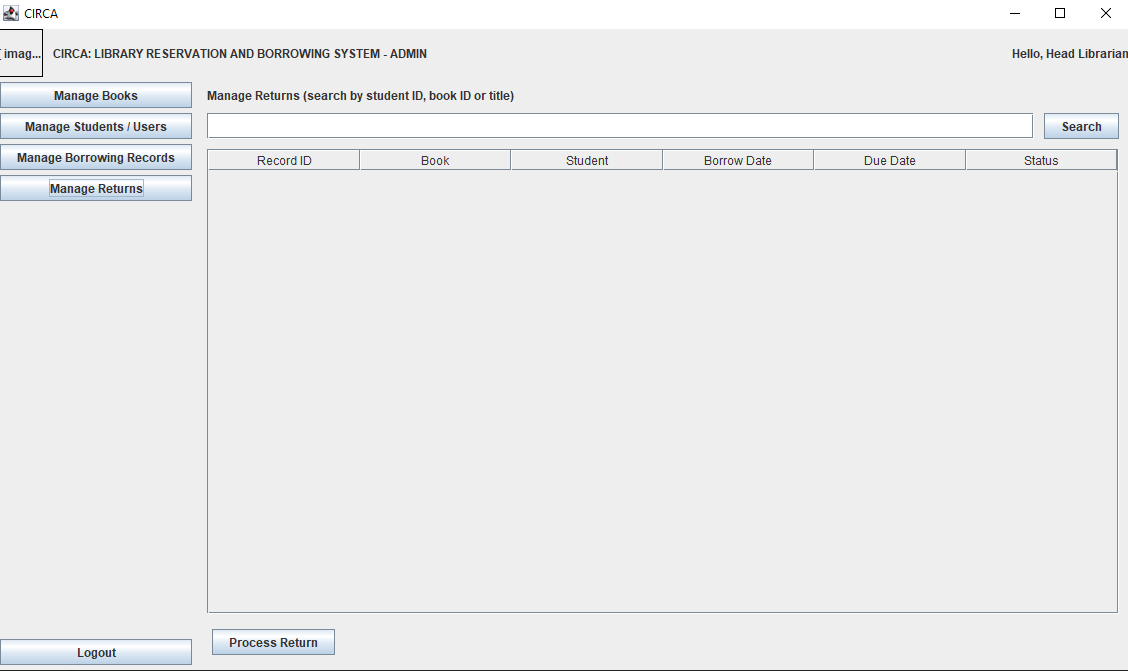 CIRCA
[ imag...
CIRCA: LIBRARY RESERVATION AND BORROWING SYSTEM - ADMIN
Hello, Head Librarian
Manage Books
Manage Students / Users
Manage Borrowing Records
Manage Returns
Manage Returns (search by student ID, book ID or title)
Search
Record ID Book Student Borrow Date Due Date Status
Process Return
Logout